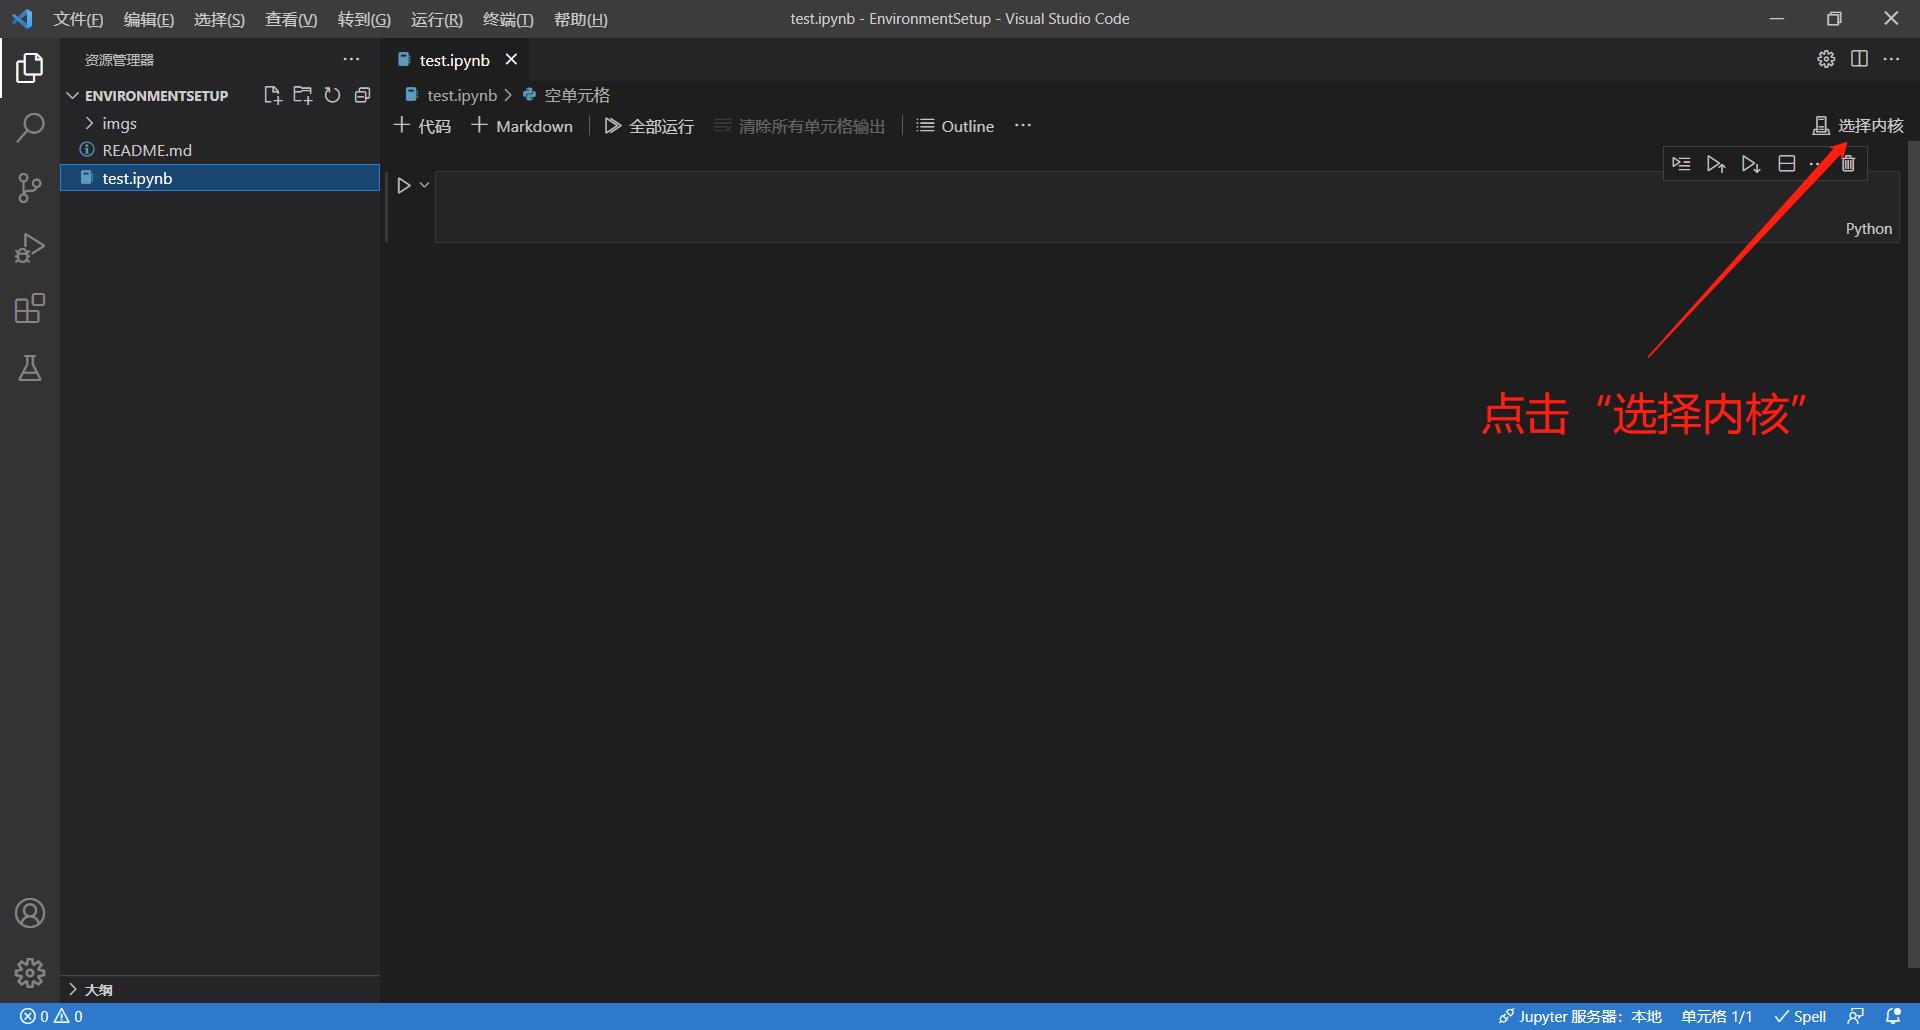 文件(F) 编辑(E) 选择(S) 查看(V) 转到(G) 运行(R) 终端(T) 帮助(H) test.ipynb - EnvironmentSetup - Visual Studio Code
资源管理器
test.ipynb
ENVIRONMENTSETUP
imgs
README.md
test.ipynb
test.ipynb 空单元格
代码 Markdown 全部运行 清除所有单元格输出 Outline 选择内核
Python
点击“选择内核”
大纲
0 0 Jupyter 服务器：本地 单元格 1/1 Spell